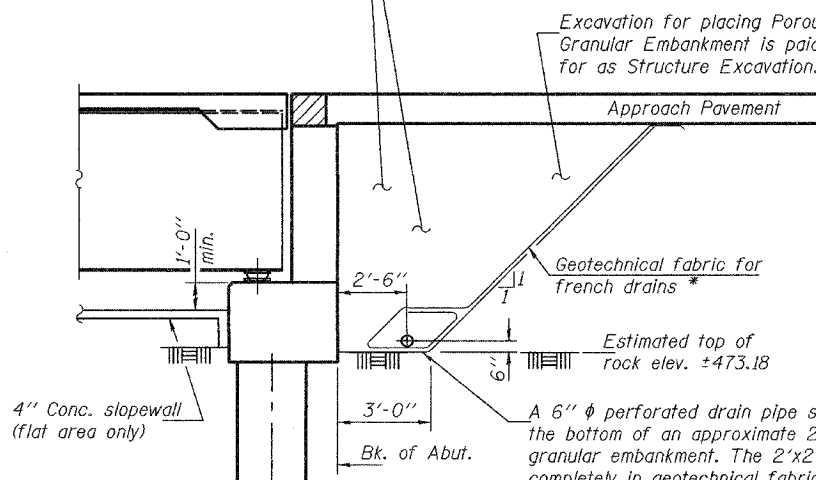 Excavation for placing
Granular Embankment is paid
for as Structure Excavation.
Approach Pavement
1'-0"
min.
2'-6"
Geotechnical fabric for
french drains *
1
1
Estimated top of
rock elev. ±473.18
6"
4" Conc. slopewall
(flat area only)
3'-0"
A 6" ϕ perforated drain pipe
the bottom of an approximate
granular embankment. The 2'x2
completely in geotechnical fabric
Bk. of Abut.